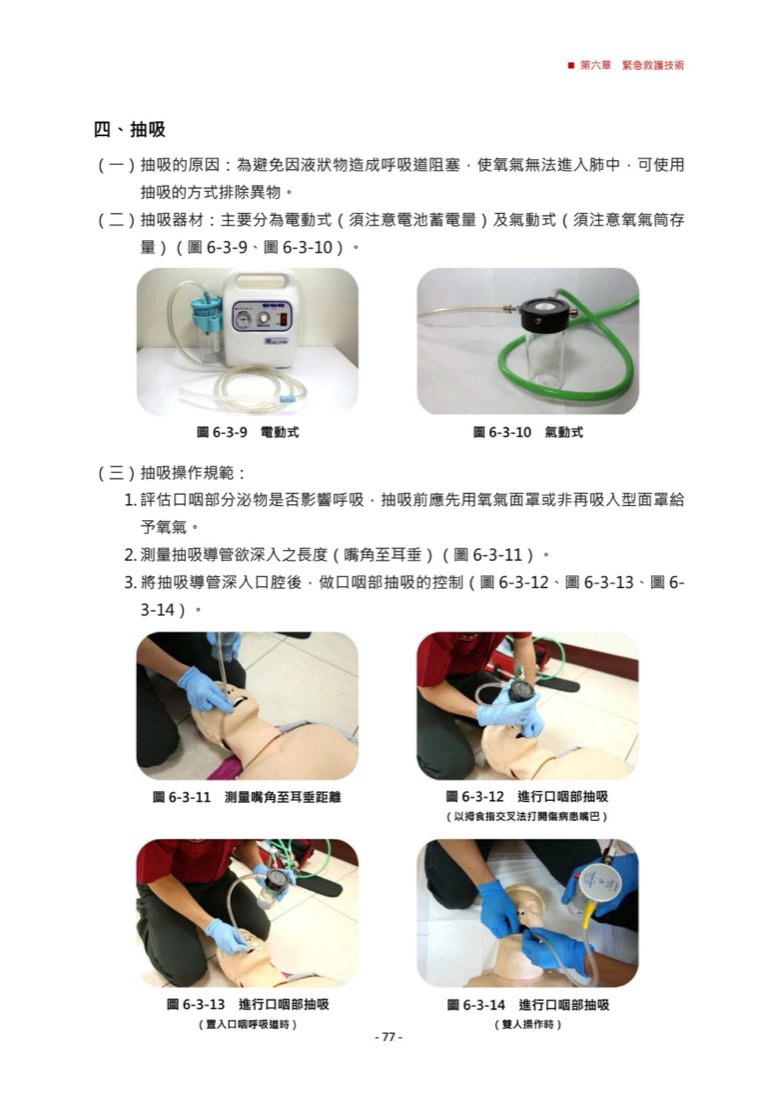 ■ 第六章　緊急救護技術
四、抽吸
（一）抽吸的原因：為避免因液狀物造成呼吸道阻塞，使氧氣無法進入肺中，可使用
抽吸的方式排除異物。
（二）抽吸器材：主要分為電動式（須注意電池蓄電量）及氣動式（須注意氧氣筒存
量）（圖 6-3-9、圖 6-3-10）。
圖 6-3-9　電動式
圖 6-3-10　氣動式
（三）抽吸操作規範：
1. 評估口咽部分泌物是否影響呼吸，抽吸前應先用氧氣面罩或非再吸入型面罩給
予氧氣。
2. 測量抽吸導管欲深入之長度（嘴角至耳垂）（圖 6-3-11）。
3. 將抽吸導管深入口腔後，做口咽部抽吸的控制（圖 6-3-12、圖 6-3-13、圖 6-
3-14）。
圖 6-3-11　測量嘴角至耳垂距離
圖 6-3-12　進行口咽部抽吸
（以拇食指交叉法打開傷病患嘴巴）
圖 6-3-13　進行口咽部抽吸
（置入口咽呼吸道時）
圖 6-3-14　進行口咽部抽吸
（雙人操作時）
- 77 -